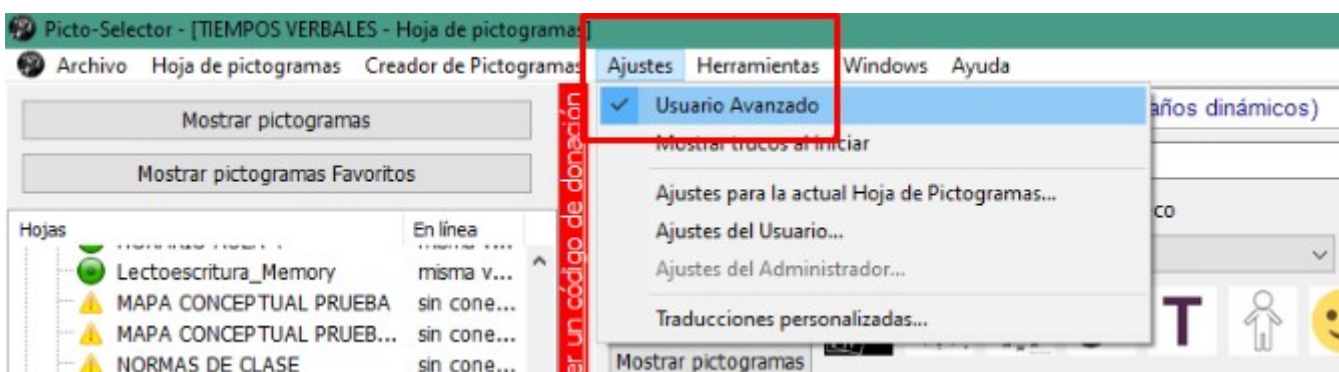 Picto-Selector - [TIEMPOS VERBALES - Hoja de pictogramas]
Archivo Hoja de pictogramas Creador de Pictogramas Ajustes Herramientas Windows Ayuda
Mostrar pictogramas
Mostrar pictogramas Favoritos
Hojas En línea
Lectoescritura_Memory misma v...
MAPA CONCEPTUAL PRUEBA sin cone...
MAPA CONCEPTUAL PRUEB... sin cone...
NORMAS DE CLASE sin cone...
er un código de donación
Usuario Avanzado
Mostrar trucos al iniciar
Ajustes para la actual Hoja de Pictogramas...
Ajustes del Usuario...
Ajustes del Administrador...
Traducciones personalizadas...
años dinámicos)
co
T
Mostrar pictogramas